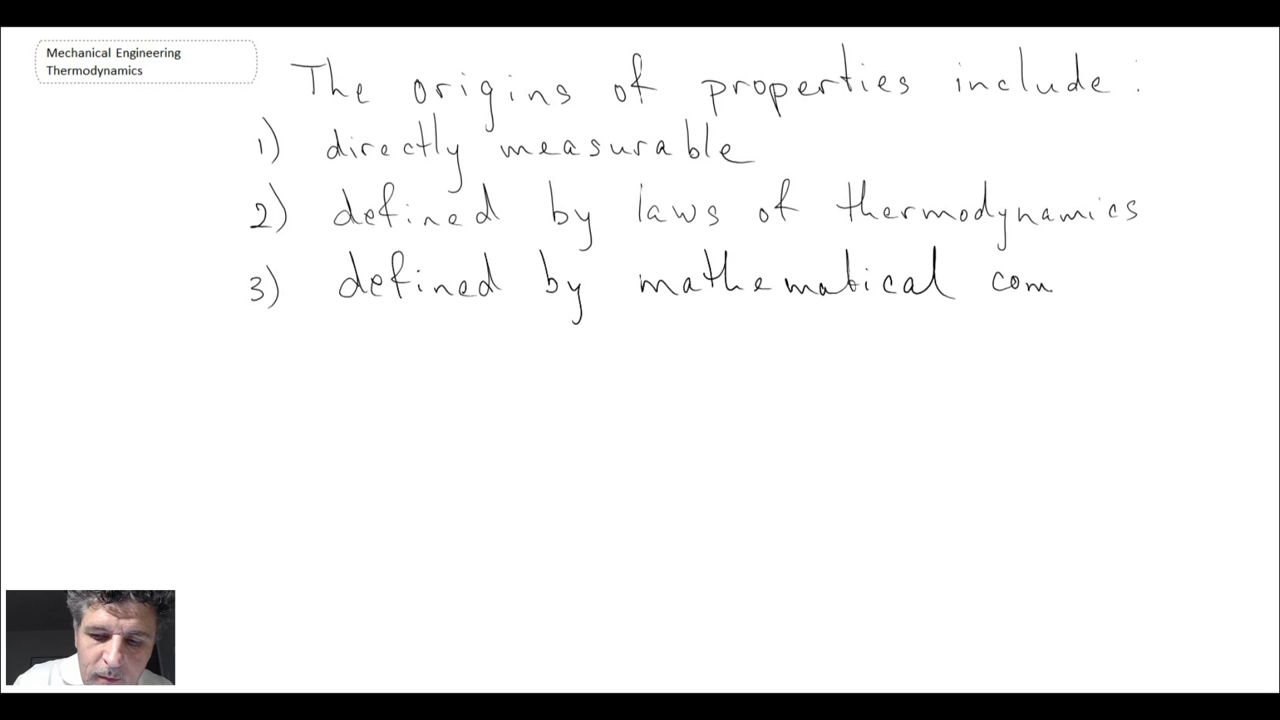 Mechanical Engineering
Thermodynamics
The origins of properties include :
1) directly measurable
2) defined by laws of thermodynamics
3) defined by mathematical com